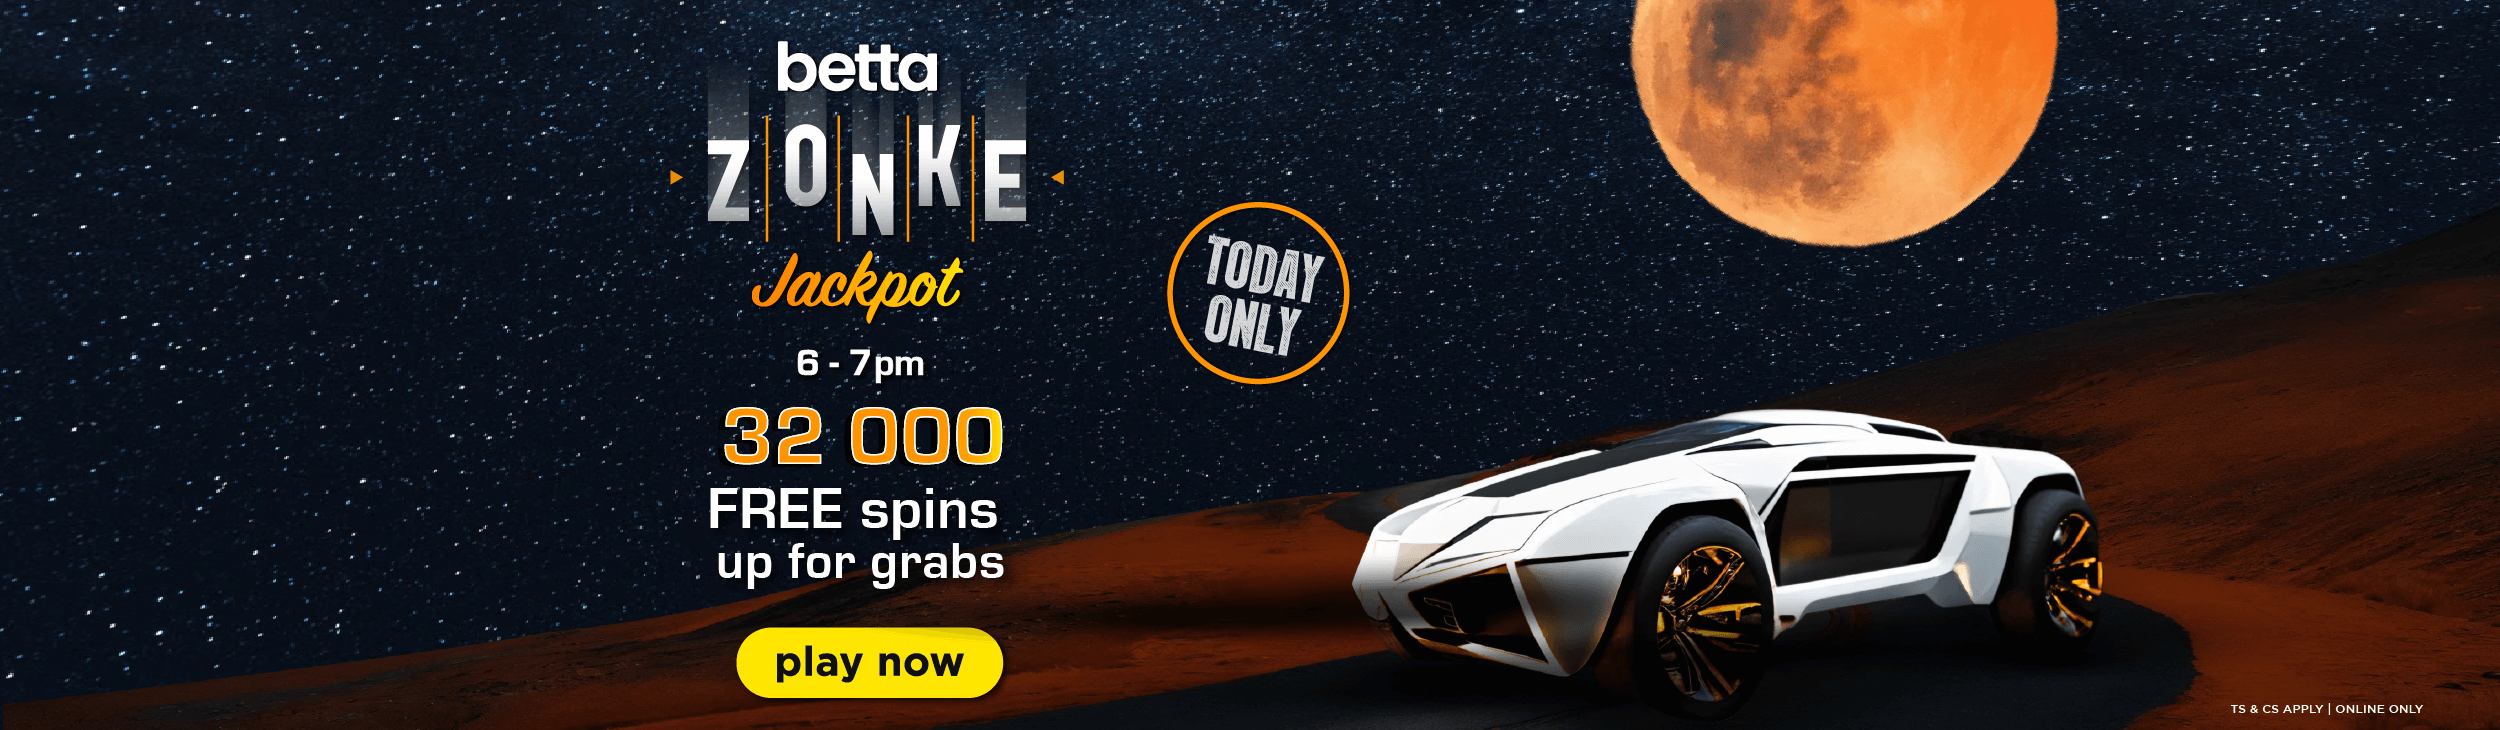 betta
ZONKE
Jackpot
6 - 7pm
32 000
FREE spins
up for grabs
play now
TODAY
ONLY
TS & CS APPLY | ONLINE ONLY